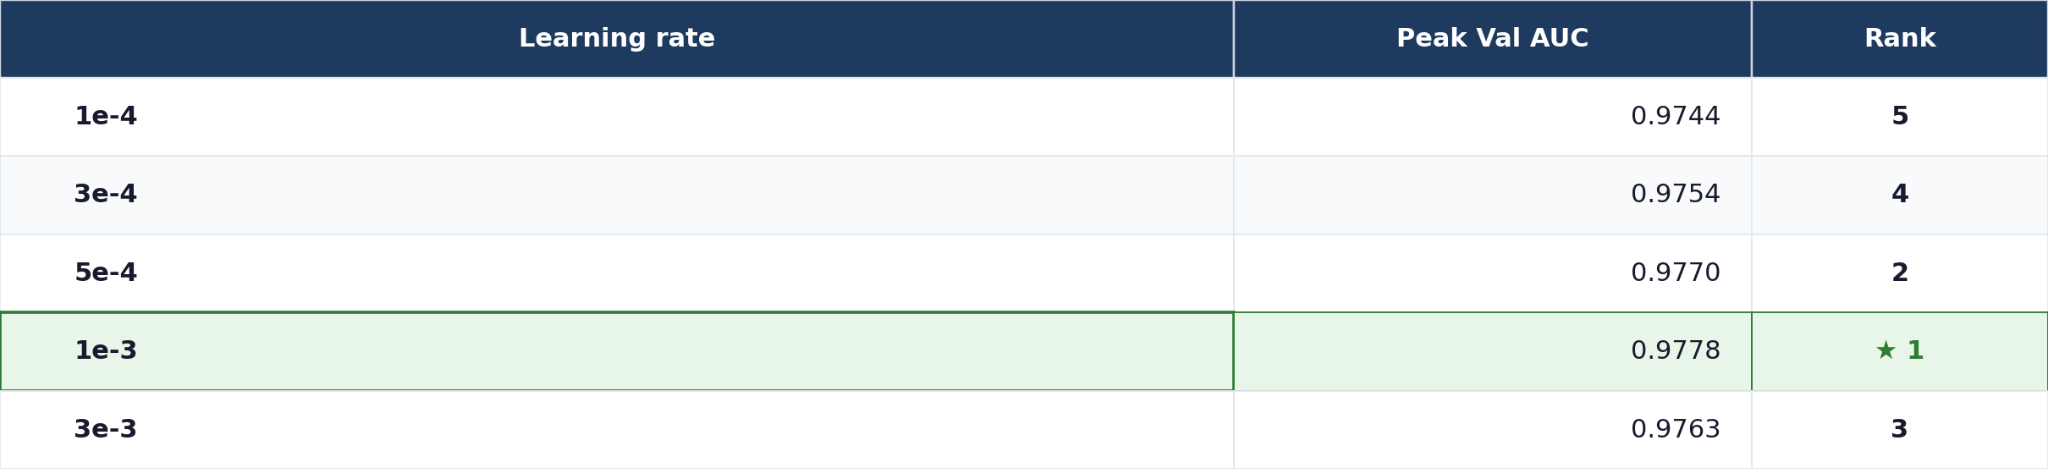 Learning rate Peak Val AUC Rank
1e-4 0.9744 5
3e-4 0.9754 4
5e-4 0.9770 2
1e-3 0.9778 ★ 1
3e-3 0.9763 3